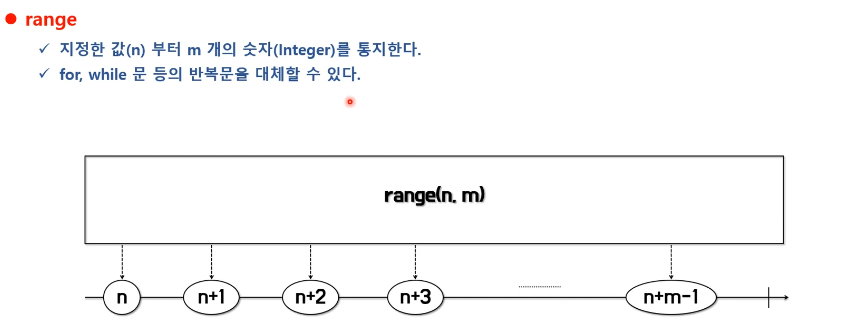 range
지정한 값(n) 부터 m 개의 숫자(Integer)를 통지한다.
for, while 문 등의 반복문을 대체할 수 있다.
range(n, m)
n n+1 n+2 n+3 ............... n+m-1